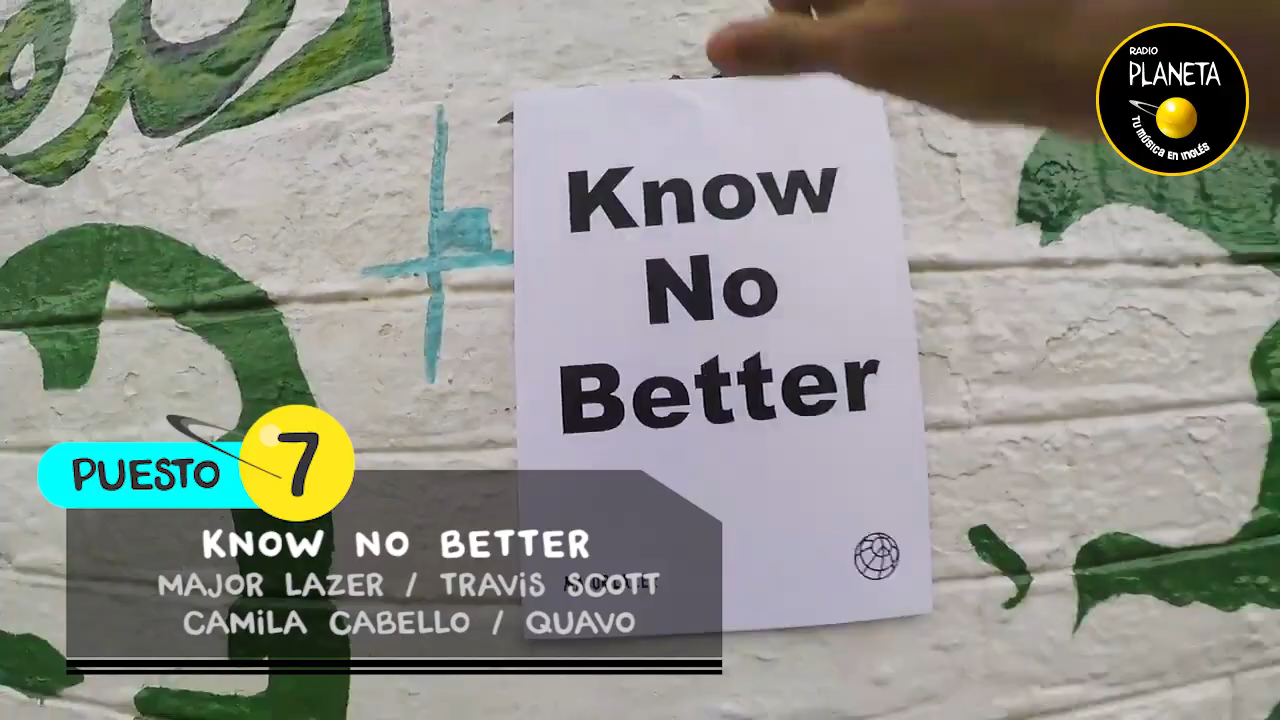 RADIO
PLANETA
TU MÚSICA EN INGLÉS
Know
No
Better
PUESTO 7
KNOW NO BETTER
MAJOR LAZER / TRAVIS SCOTT
CAMILA CABELLO / QUAVO